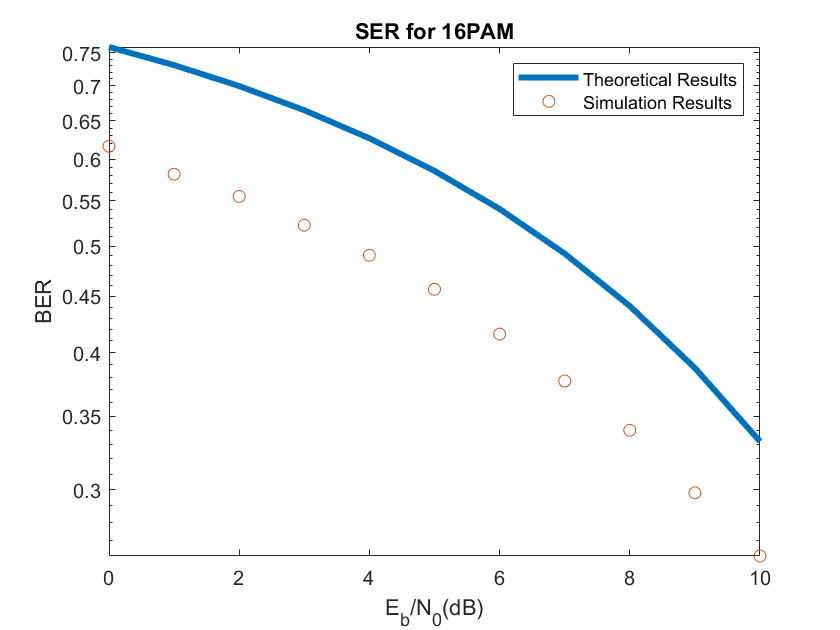 SER for 16PAM
Theoretical Results
Simulation Results
0.75
0.7
0.65
0.6
0.55
0.5
0.45
0.4
0.35
0.3
BER
0 2 4 6 8 10
E_b/N_0(dB)